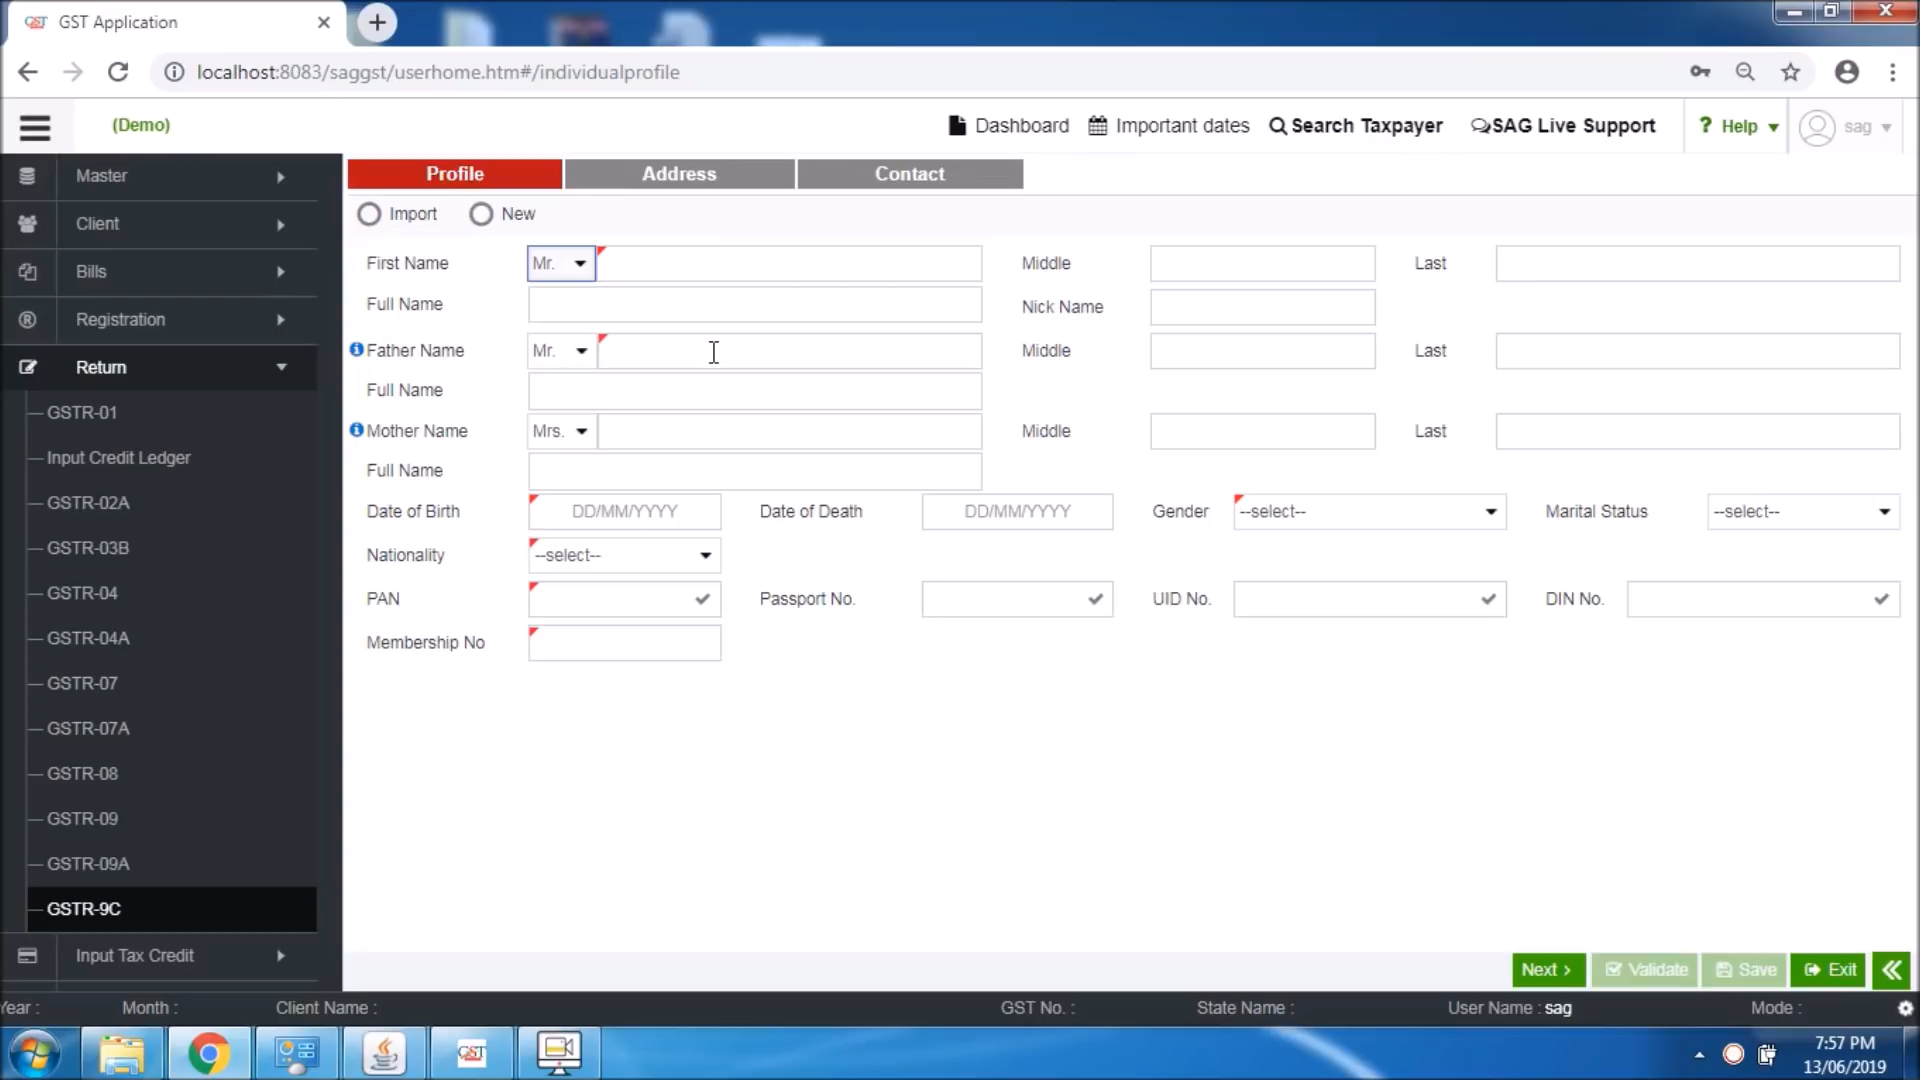 GST Application
localhost:8083/saggst/userhome.htm#/individualprofile
(Demo)
Dashboard
Important dates
Search Taxpayer
SAG Live Support
? Help
sag
Master
Client
Bills
Registration
Return
GSTR-01
Input Credit Ledger
GSTR-02A
GSTR-03B
GSTR-04
GSTR-04A
GSTR-07
GSTR-07A
GSTR-08
GSTR-09
GSTR-09A
GSTR-9C
Input Tax Credit
Profile
Address
Contact
Import
New
First Name
Mr.
Middle
Last
Full Name
Nick Name
Father Name
Mr.
Middle
Last
Full Name
Mother Name
Mrs.
Middle
Last
Full Name
Date of Birth
DD/MM/YYYY
Date of Death
DD/MM/YYYY
Gender
--select--
Marital Status
--select--
Nationality
--select--
PAN
Passport No.
UID No.
DIN No.
Membership No
Next >
Validate
Save
Exit
Year :
Month :
Client Name :
GST No. :
State Name :
User Name : sag
Mode :
GST
7:57 PM
13/06/2019